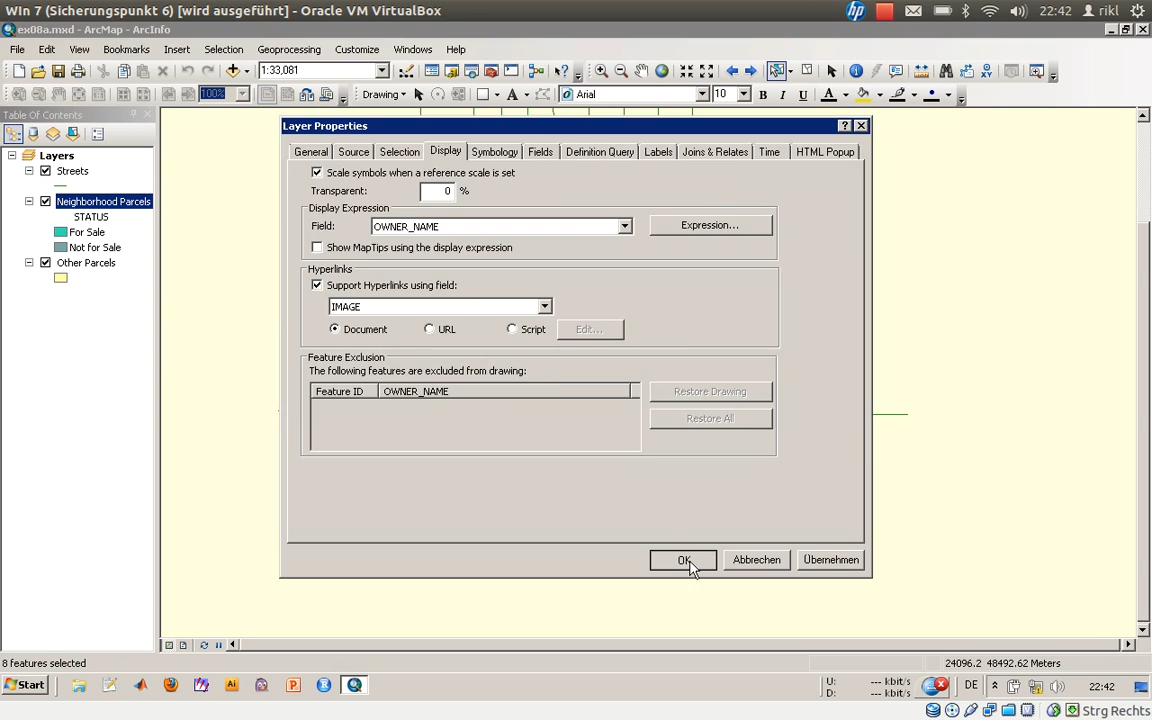 WIn 7 (Sicherungspunkt 6) [wird ausgeführt] - Oracle VM VirtualBox
22:42 rikl
ex08a.mxd - ArcMap - ArcInfo
File Edit View Bookmarks Insert Selection Geoprocessing Customize Windows Help
1:33,081
100% Drawing A Arial 10 B I U A
Table Of Contents
Layers
Streets
Neighborhood Parcels
STATUS
For Sale
Not for Sale
Other Parcels
Layer Properties
General Source Selection Display Symbology Fields Definition Query Labels Joins & Relates Time HTML Popup
Scale symbols when a reference scale is set
Transparent: 0 %
Display Expression
Field: OWNER_NAME Expression...
Show MapTips using the display expression
Hyperlinks
Support Hyperlinks using field:
IMAGE
Document URL Script Edit...
Feature Exclusion
The following features are excluded from drawing:
Feature ID OWNER_NAME
Restore Drawing
Restore All
OK Abbrechen Übernehmen
8 features selected
24096.2 48492.62 Meters
Start
U: --- kbit/s
D: --- kbit/s
DE
22:42
Strg Rechts